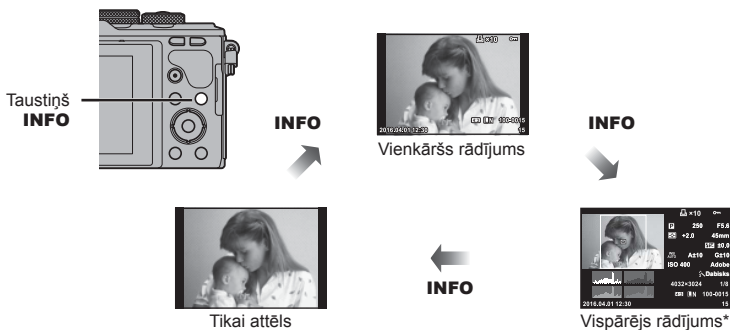 Taustiņš
INFO
INFO
×10
2016.04.01 12:30
N 100-0015
15
Vienkāršs rādījums
INFO
Tikai attēls
INFO
×10
P 250 F5.6
+2.0 45mm
±0.0
A±10 G±10
ISO 400 Adobe
Dabiska
4032×3024 1/8
N 100-0015
2016.04.01 12:30 15
Vispārējs rādījums*